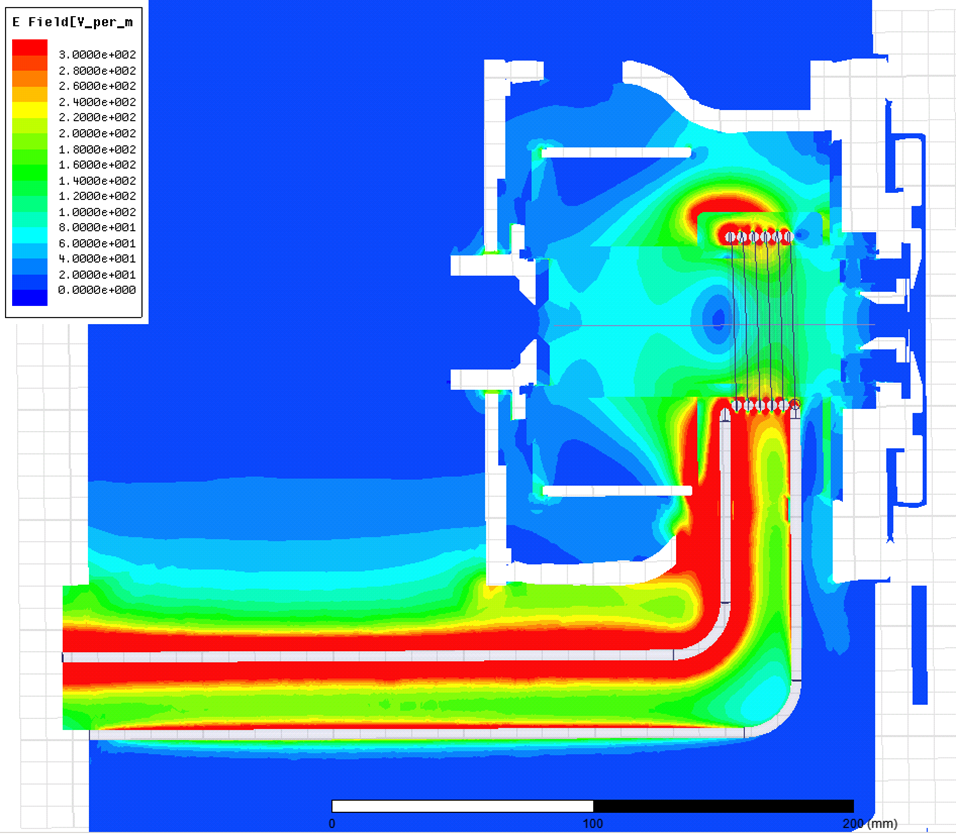 E Field[V_per_m
3.0000e+002
2.8000e+002
2.6000e+002
2.4000e+002
2.2000e+002
2.0000e+002
1.8000e+002
1.6000e+002
1.4000e+002
1.2000e+002
1.0000e+002
8.0000e+001
6.0000e+001
4.0000e+001
2.0000e+001
0.0000e+000
0 100 200 (mm)